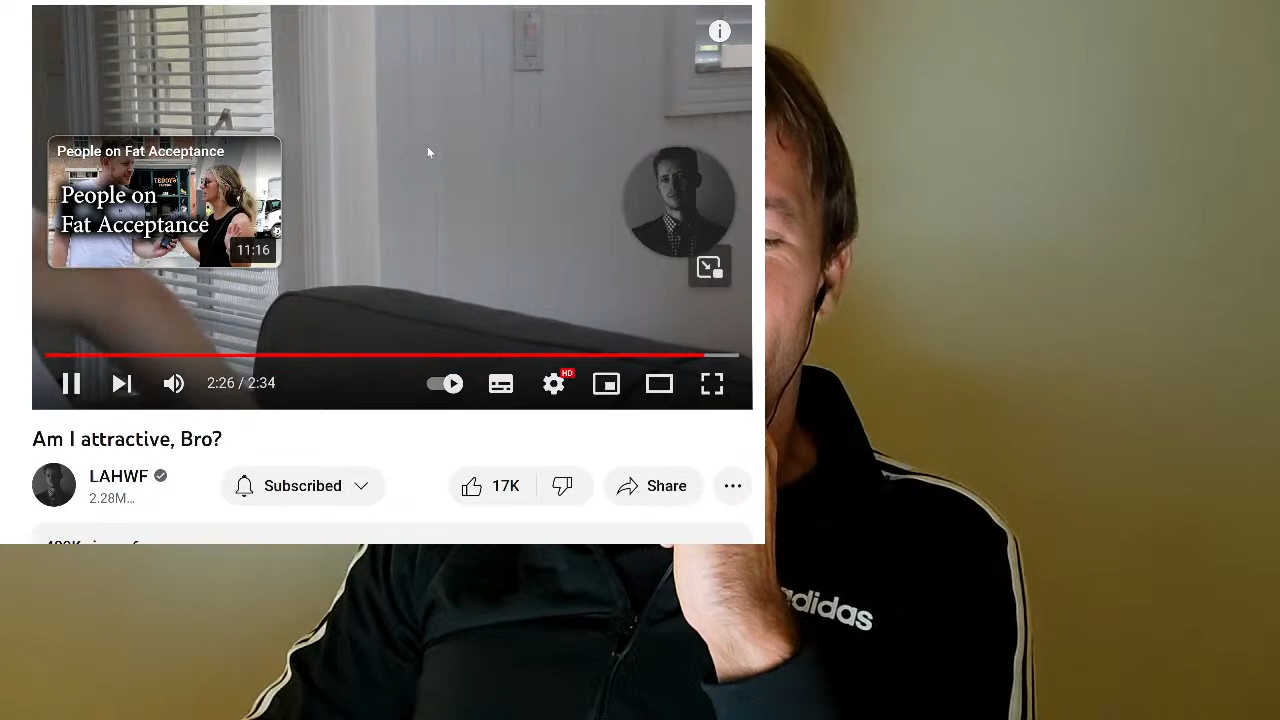 People on Fat Acceptance
TEDDY'S
People on
Fat Acceptance
11:16
HD
2:26 / 2:34
Am I attractive, Bro?
LAHWF
2.28M…
Subscribed
17K
Share
adidas